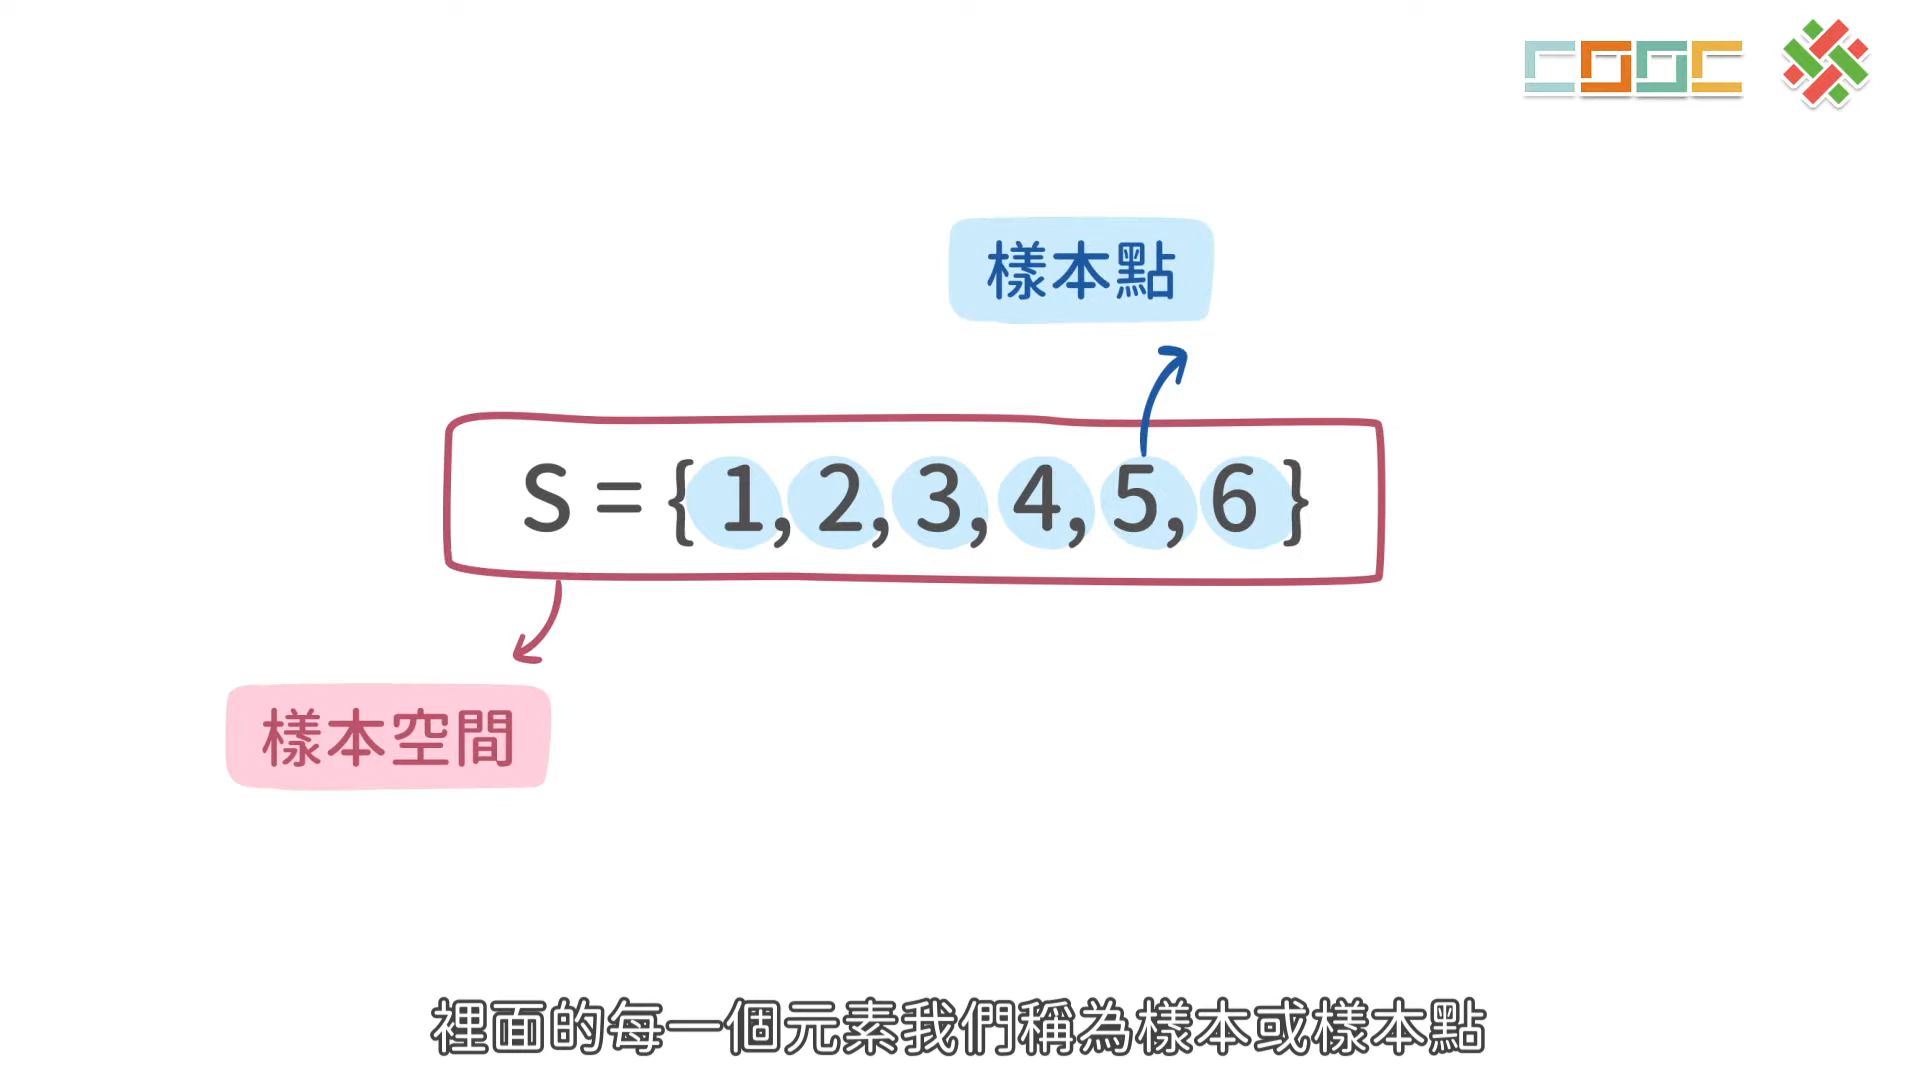 COOC
樣本點
S = {1, 2, 3, 4, 5, 6}
樣本空間
裡面的每一個元素我們稱為樣本或樣本點